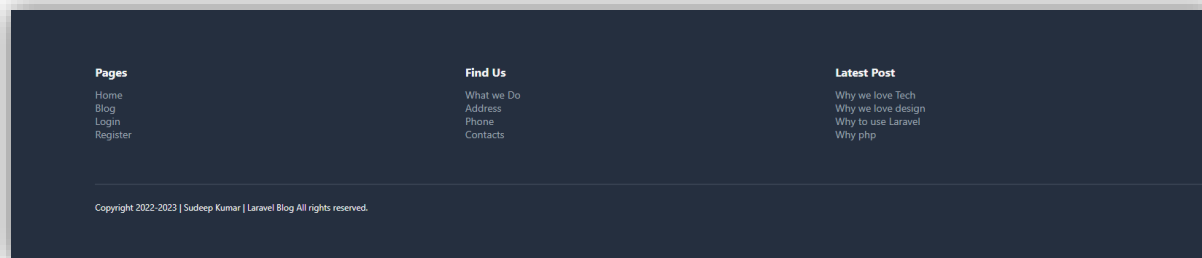 Pages
Home
Blog
Login
Register
Find Us
What we Do
Address
Phone
Contacts
Latest Post
Why we love Tech
Why we love design
Why to use Laravel
Why php
Copyright 2022-2023 | Sudeep Kumar | Laravel Blog All rights reserved.